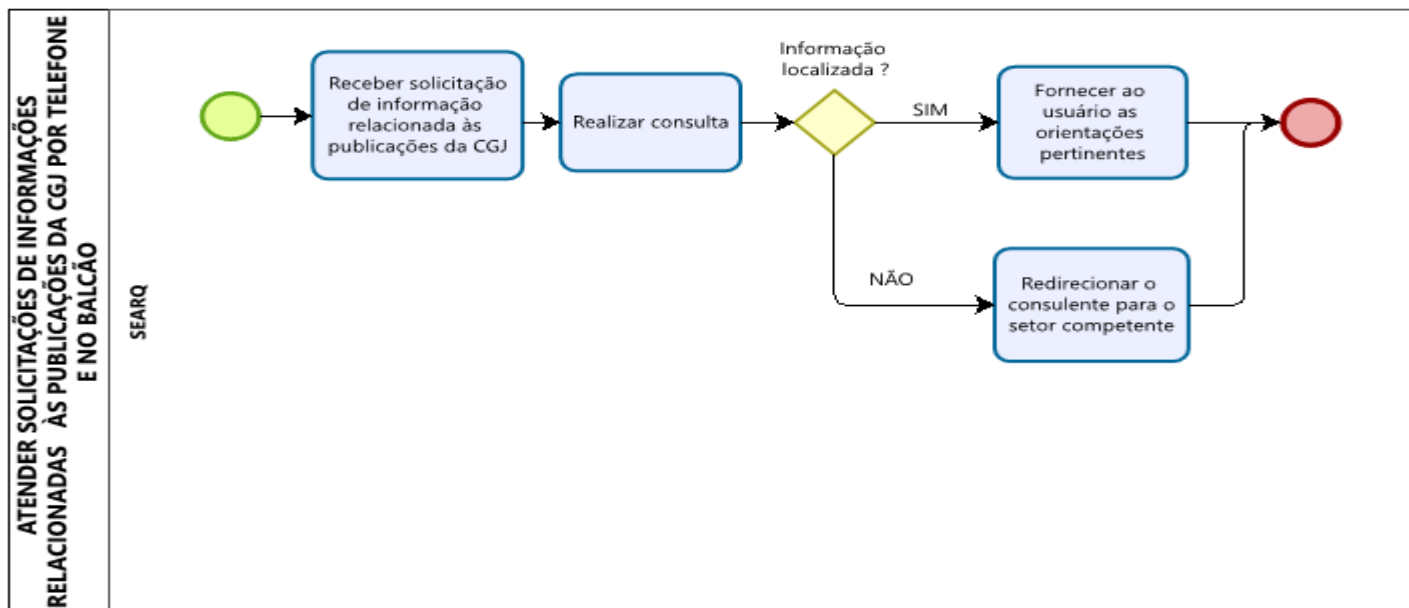 ATENDER SOLICITAÇÕES DE INFORMAÇÕES
RELACIONADAS ÀS PUBLICAÇÕES DA CGJ POR TELEFONE
E NO BALCÃO
SEARQ
Receber solicitação
de informação
relacionada às
publicações da CGJ
Realizar consulta
Informação
localizada ?
SIM
Fornecer ao
usuário as
orientações
pertinentes
NÃO
Redirecionar o
consulente para o
setor competente